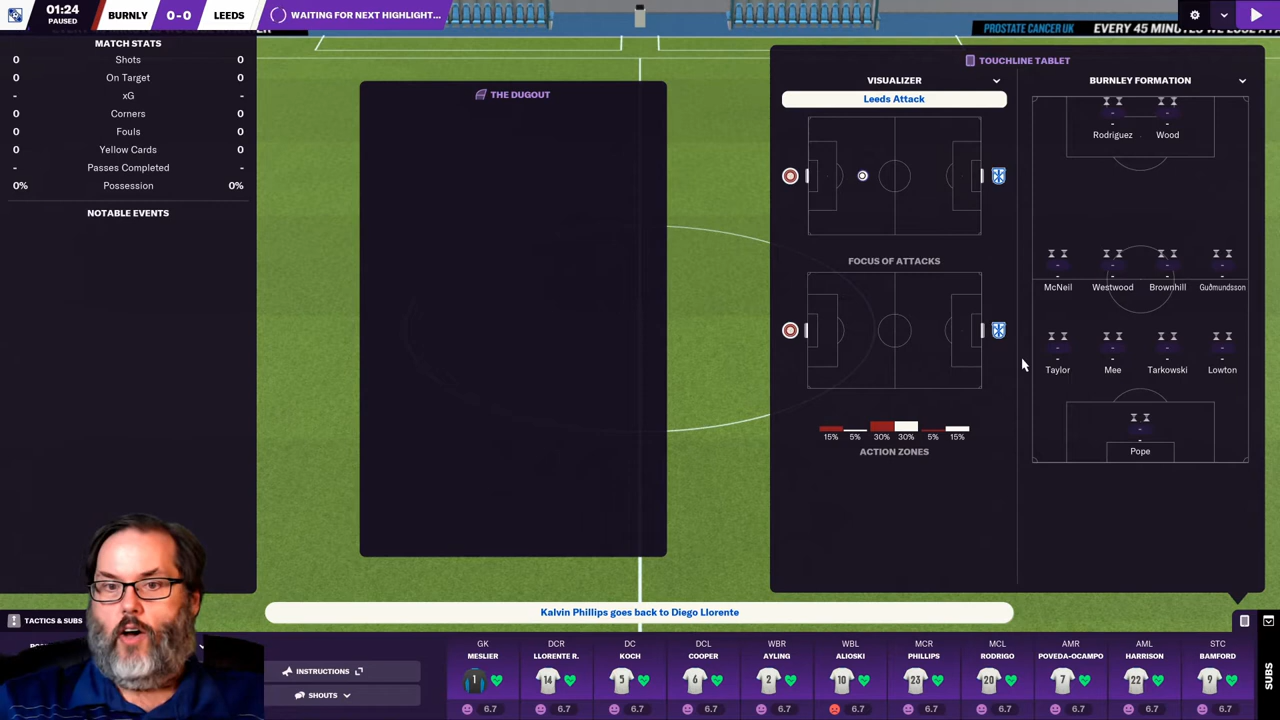 01:24
PAUSED
BURNLY 0-0 LEEDS
WAITING FOR NEXT HIGHLIGHT...
PROSTATE CANCER UK
MATCH STATS
0 Shots 0
0 On Target 0
- xG -
0 Corners 0
0 Fouls 0
0 Yellow Cards 0
- Passes Completed -
0% Possession 0%
NOTABLE EVENTS
THE DUGOUT
TOUCHLINE TABLET
VISUALIZER
Leeds Attack
FOCUS OF ATTACKS
15% 5% 30% 30% 5% 15%
ACTION ZONES
BURNLEY FORMATION
- -
Rodriguez Wood
- - - -
McNeil Westwood Brownhill Guðmundsson
- - - -
Taylor Mee Tarkowski Lowton
-
Pope
Kalvin Phillips goes back to Diego Llorente
TACTICS & SUBS
INSTRUCTIONS
SHOUTS
GK DCR DC DCL WBR WBL MCR MCL AMR AML STC
MESLIER LLORENTE R. KOCH COOPER AYLING ALIOSKI PHILLIPS RODRIGO POVEDA-OCAMPO HARRISON BAMFORD
1 14 5 6 2 10 23 20 7 22 9
6.7 6.7 6.7 6.7 6.7 6.7 6.7 6.7 6.7 6.7 6.7
SUBS